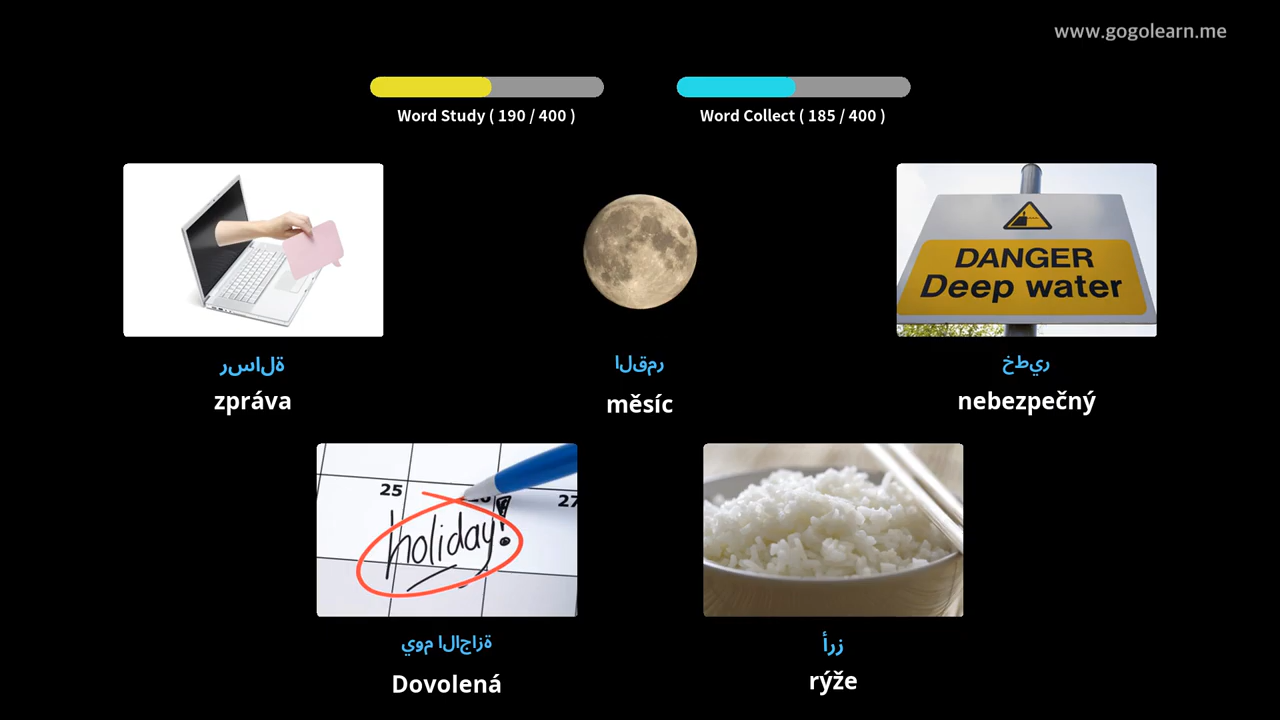 www.gogolearn.me
Word Study ( 190 / 400 )
Word Collect ( 185 / 400 )
DANGER
Deep water
رسالة
القمر
خطير
zpráva
měsíc
nebezpečný
25
27
holiday!
يوم الاجازة
أرز
Dovolená
rýže